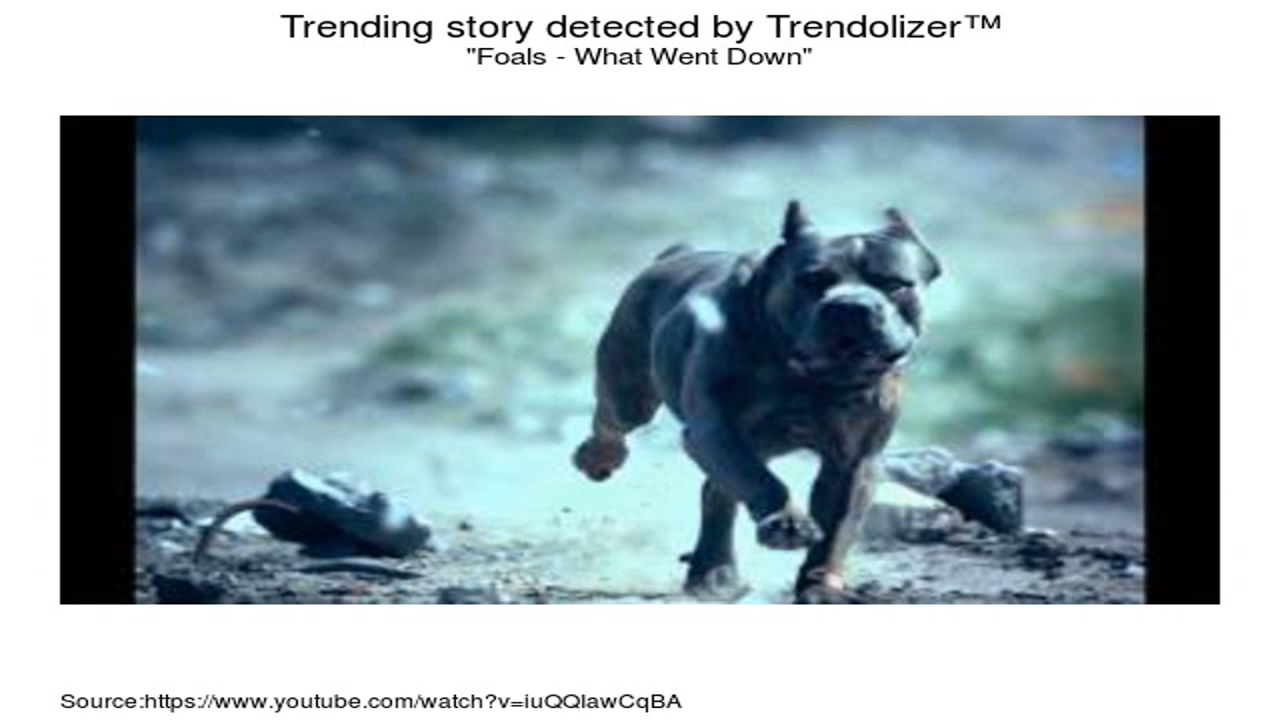 Trending story detected by Trendolizer™
"Foals - What Went Down"
Source:https://www.youtube.com/watch?v=iuQQlawCqBA